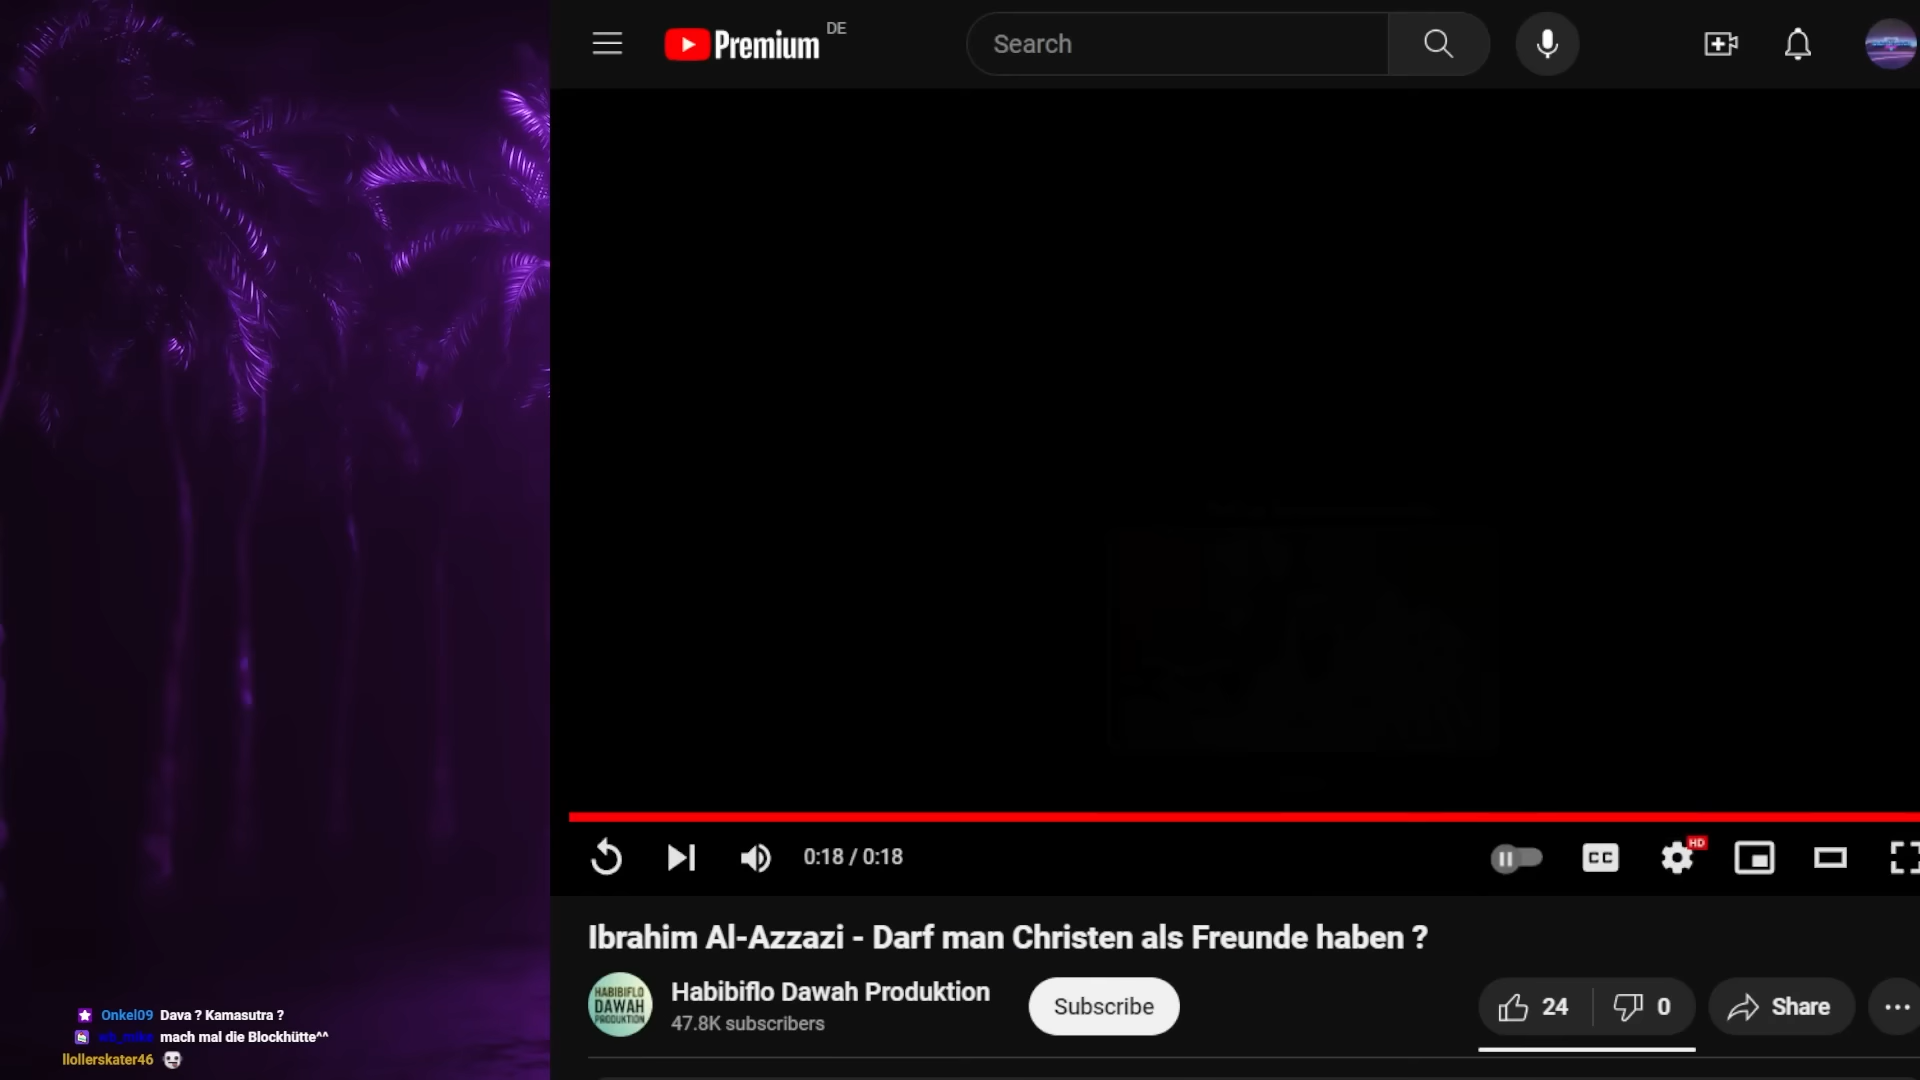 Premium DE
Search
HD
CC
0:18 / 0:18
Ibrahim Al-Azzazi - Darf man Christen als Freunde haben ?
HABIBIFLO
DAWAH
PRODUKTION
Habibiflo Dawah Produktion
47.8K subscribers
Subscribe
24
0
Share
Onkel09 Dava ? Kamasutra ?
mach mal die Blockhütte^^
llollerskater46